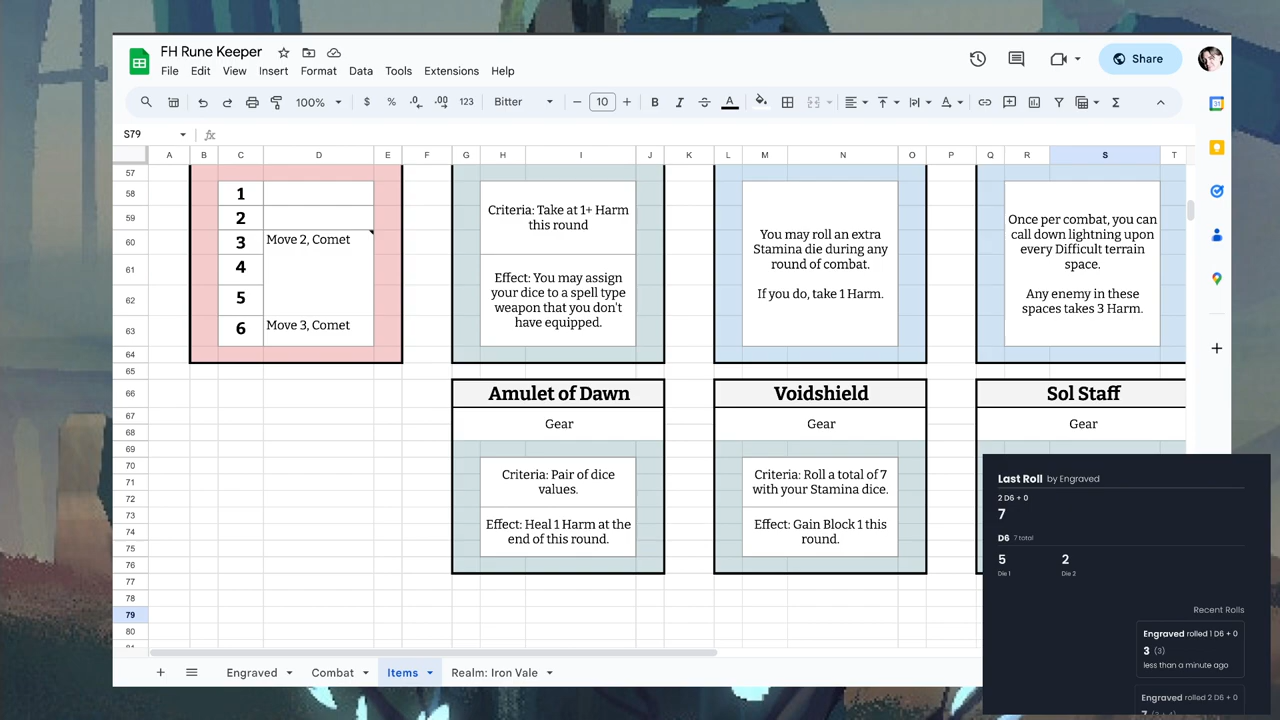 FH Rune Keeper
File Edit View Insert Format Data Tools Extensions Help
Share
100% $ % .0 .00 123 Bitter 10 B I S A
S79 fx
A B C D E F G H I J K L M N O P Q R S T
57
58
59
60
61
62
63
64
65
66
67
68
69
70
71
72
73
74
75
76
77
78
79
80
1
2
3 Move 2, Comet
4
5
6 Move 3, Comet
Criteria: Take at 1+ Harm
this round
Effect: You may assign
your dice to a spell type
weapon that you don't
have equipped.
You may roll an extra
Stamina die during any
round of combat.
If you do, take 1 Harm.
Once per combat, you can
call down lightning upon
every Difficult terrain
space.
Any enemy in these
spaces takes 3 Harm.
Amulet of Dawn
Gear
Criteria: Pair of dice
values.
Effect: Heal 1 Harm at the
end of this round.
Voidshield
Gear
Criteria: Roll a total of 7
with your Stamina dice.
Effect: Gain Block 1 this
round.
Sol Staff
Gear
Last Roll by Engraved
2 D6 + 0
7
D6 7 total
5 2
Die 1 Die 2
Recent Rolls
Engraved rolled 1 D6 + 0
3 (3)
less than a minute ago
Engraved rolled 2 D6 + 0
Engraved Combat Items Realm: Iron Vale